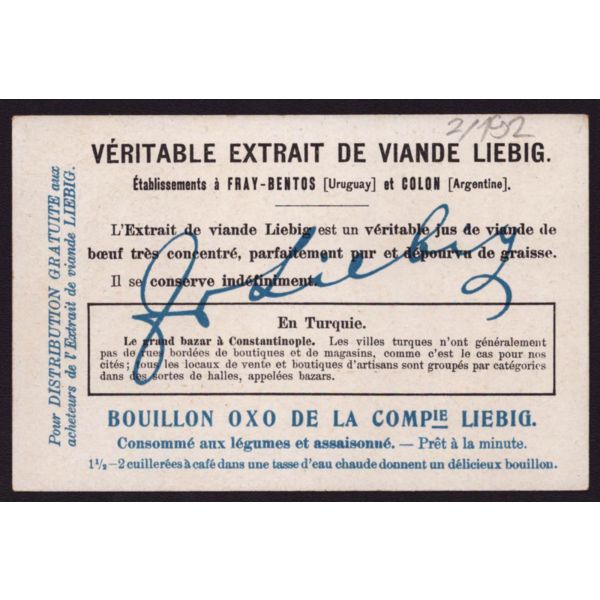 2/192
VÉRITABLE EXTRAIT DE VIANDE LIEBIG.
Établissements à FRAY-BENTOS [Uruguay] et COLON [Argentine].
L'Extrait de viande Liebig est un véritable jus de viande de
bœuf très concentré, parfaitement pur et dépourvu de graisse.
Il se conserve indéfiniment.
J v Liebig
En Turquie.
Le grand bazar à Constantinople. Les villes turques n'ont généralement
pas de rues bordées de boutiques et de magasins, comme c'est le cas pour nos
cités; tous les locaux de vente et boutiques d'artisans sont groupés par catégories
dans des sortes de halles, appelées bazars.
BOUILLON OXO DE LA COMPIE LIEBIG.
Consommé aux légumes et assaisonné. — Prêt à la minute.
1½–2 cuillerées à café dans une tasse d'eau chaude donnent un délicieux bouillon.
Pour DISTRIBUTION GRATUITE aux
acheteurs de l'Extrait de viande LIEBIG.